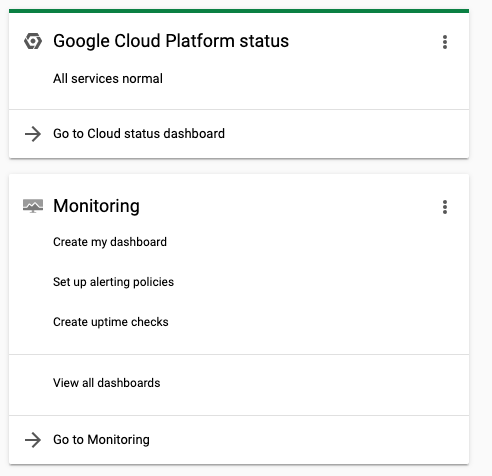 Google Cloud Platform status
All services normal
Go to Cloud status dashboard
Monitoring
Create my dashboard
Set up alerting policies
Create uptime checks
View all dashboards
Go to Monitoring